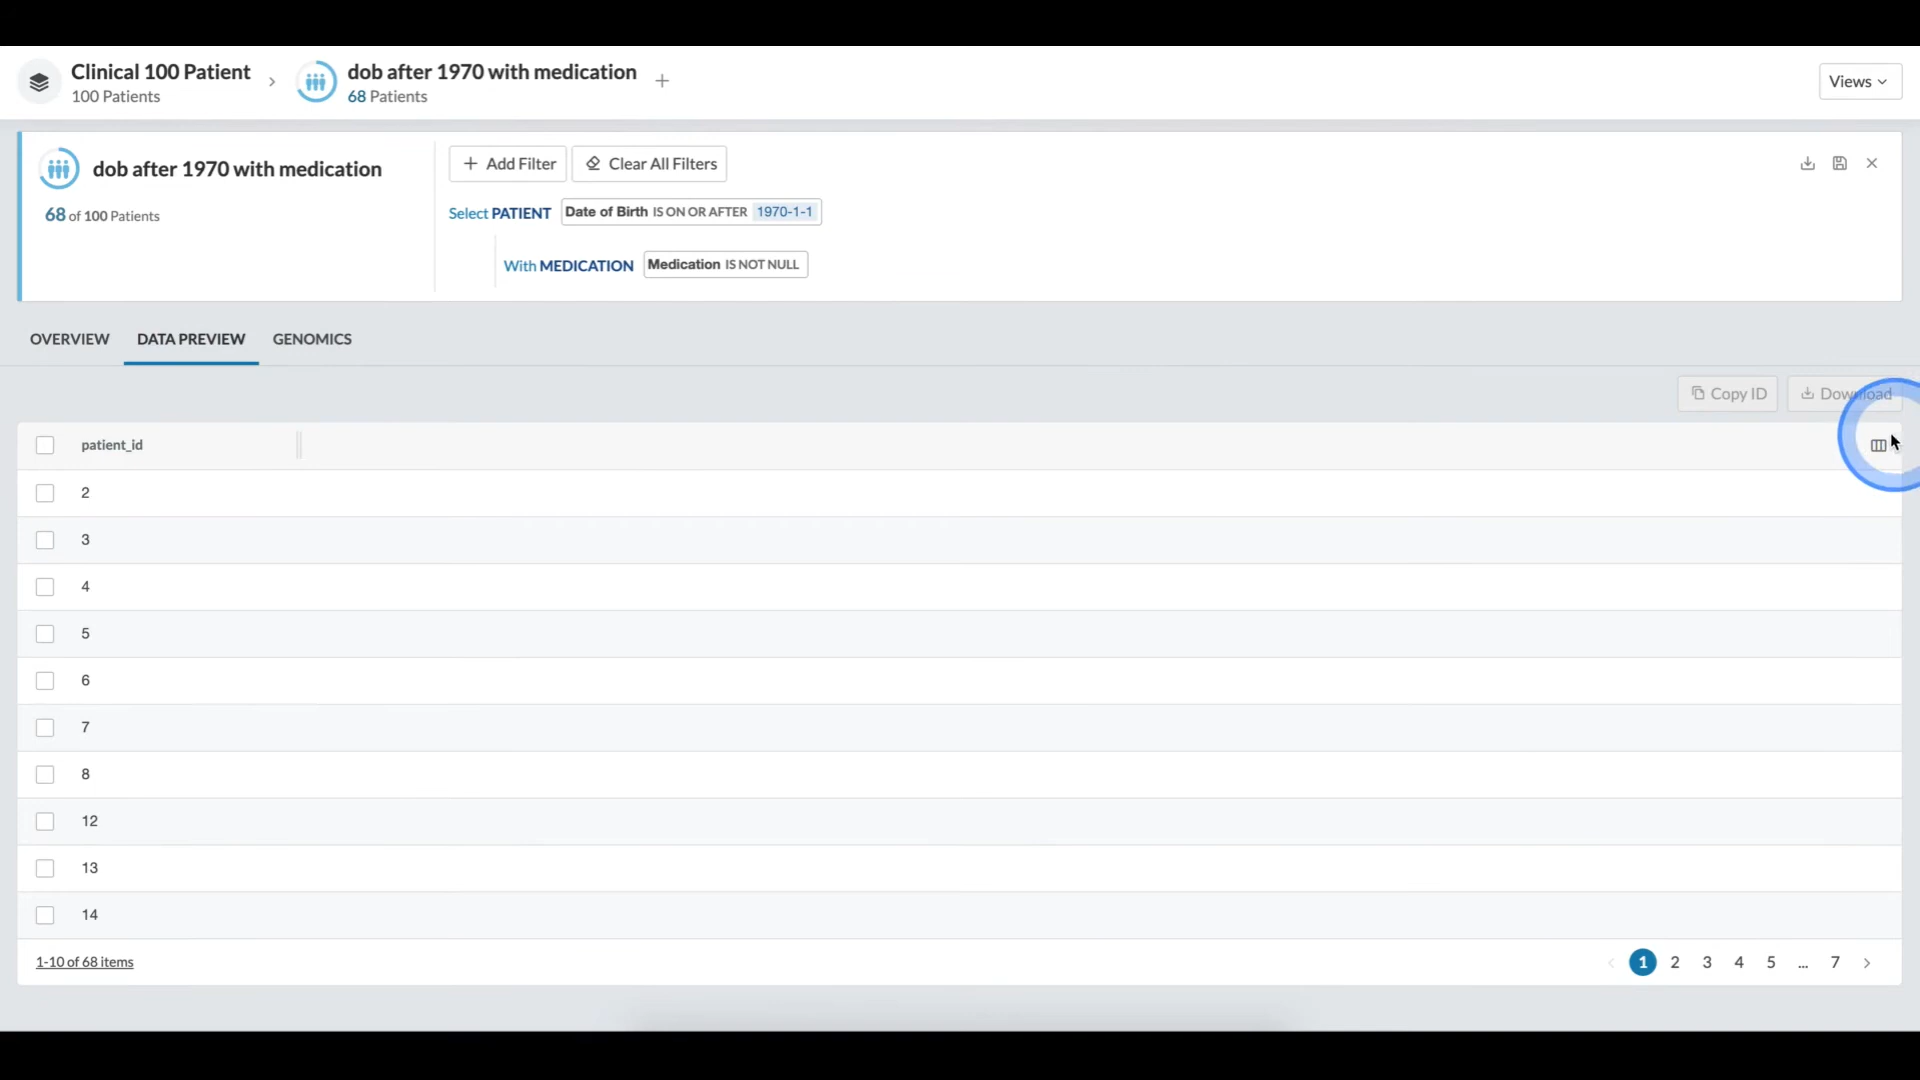 Clinical 100 Patient
100 Patients
dob after 1970 with medication
68 Patients
Views
dob after 1970 with medication
68 of 100 Patients
Add Filter
Clear All Filters
Select PATIENT Date of Birth IS ON OR AFTER 1970-1-1
With MEDICATION Medication IS NOT NULL
OVERVIEW DATA PREVIEW GENOMICS
Copy ID
Download
patient_id
2
3
4
5
6
7
8
12
13
14
1-10 of 68 items
1 2 3 4 5 ... 7